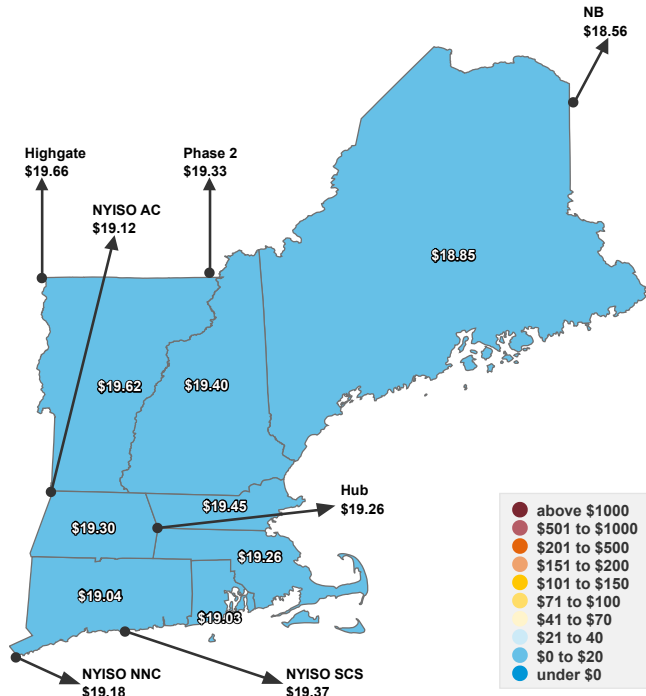 NB
$18.56
Highgate
$19.66
Phase 2
$19.33
NYISO AC
$19.12
$18.85
$19.62
$19.40
Hub
$19.26
$19.45
$19.30
$19.26
$19.04
$19.03
NYISO NNC
$19.18
NYISO SCS
$19.37
above $1000
$501 to $1000
$201 to $500
$151 to $200
$101 to $150
$71 to $100
$41 to $70
$21 to 40
$0 to $20
under $0